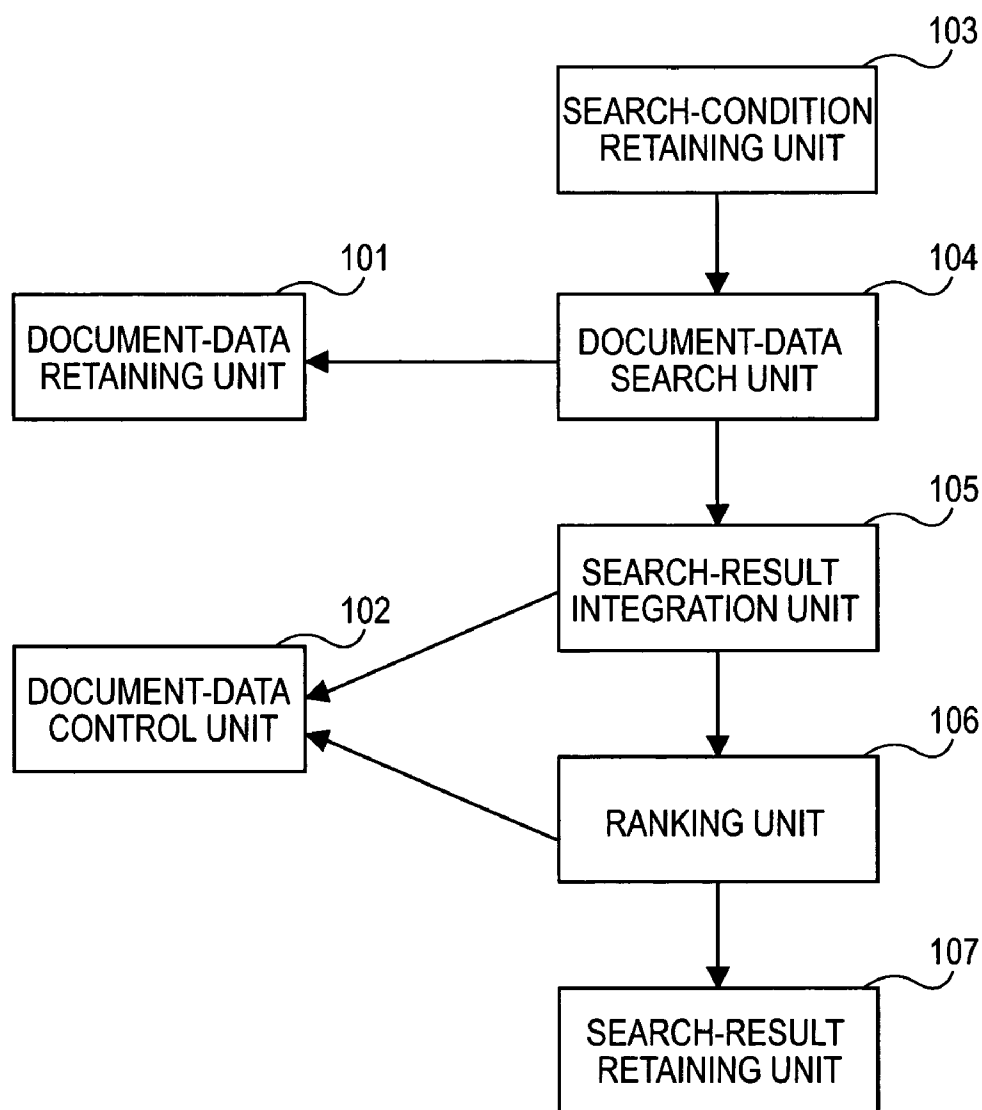 103
SEARCH-CONDITION
RETAINING UNIT
101
104
DOCUMENT-DATA
RETAINING UNIT
DOCUMENT-DATA
SEARCH UNIT
105
SEARCH-RESULT
INTEGRATION UNIT
102
DOCUMENT-DATA
CONTROL UNIT
106
RANKING UNIT
107
SEARCH-RESULT
RETAINING UNIT